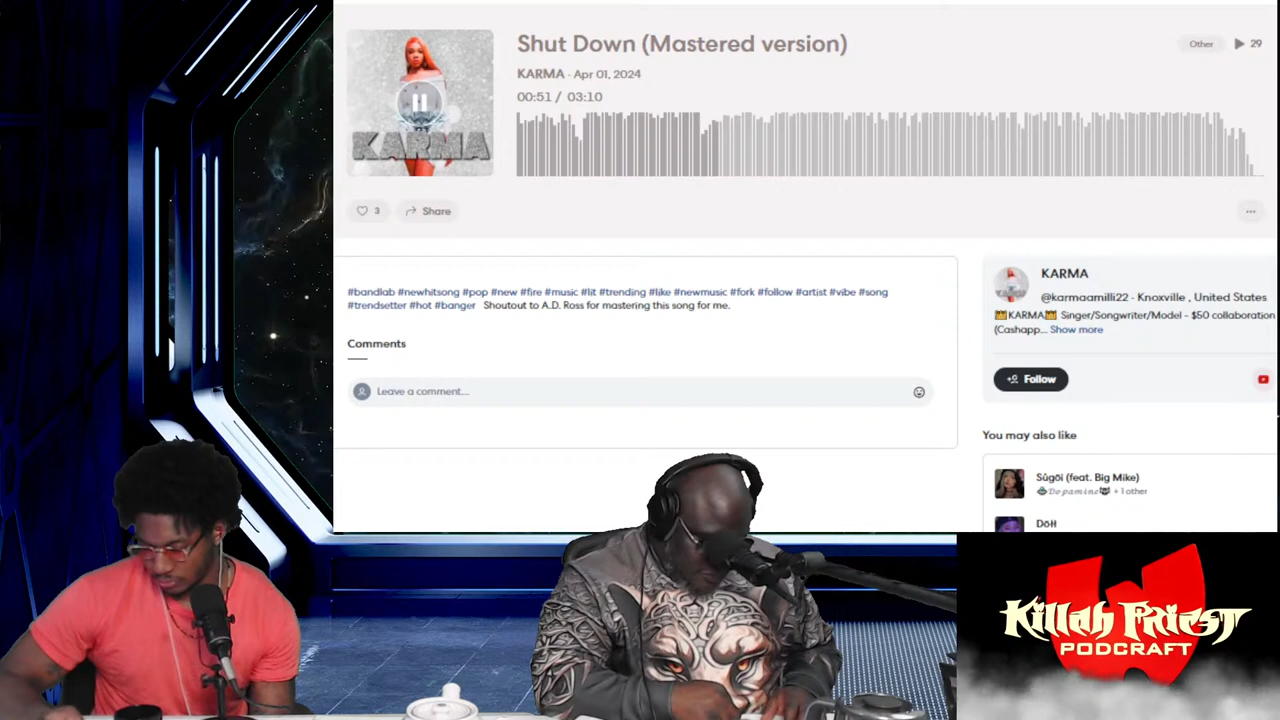 Shut Down (Mastered version)
Other
29
KARMA · Apr 01, 2024
00:51 / 03:10
KARMA
3
Share
#bandlab #newhitsong #pop #new #fire #music #lit #trending #like #newmusic #fork #follow #artist #vibe #song
#trendsetter #hot #banger Shoutout to A.D. Ross for mastering this song for me.
Comments
Leave a comment...
KARMA
@karmaamilli22 · Knoxville , United States
KARMA Singer/Songwriter/Model - $50 collaboration
(Cashapp... Show more
Follow
You may also like
Sûgōi (feat. Big Mike)
Dopamine + 1 other
Döłł
Killah Priest
PODCRAFT